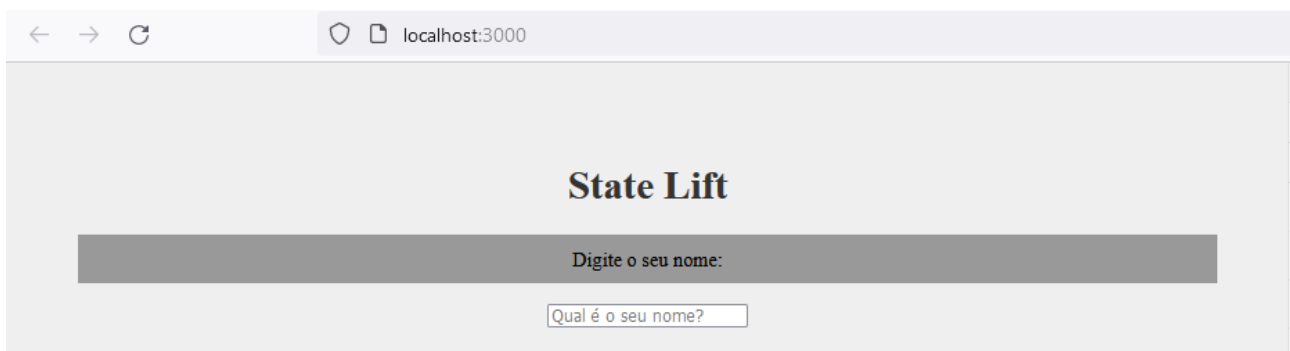 localhost:3000
State Lift
Digite o seu nome:
Qual é o seu nome?